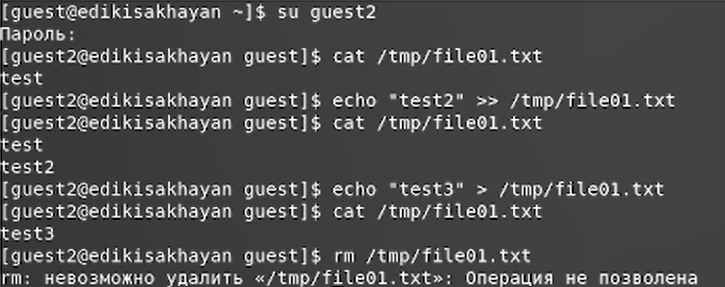 [guest@edikisakhayan ~]$ su guest2
Пароль:
[guest2@edikisakhayan guest]$ cat /tmp/file01.txt
test
[guest2@edikisakhayan guest]$ echo "test2" >> /tmp/file01.txt
[guest2@edikisakhayan guest]$ cat /tmp/file01.txt
test
test2
[guest2@edikisakhayan guest]$ echo "test3" > /tmp/file01.txt
[guest2@edikisakhayan guest]$ cat /tmp/file01.txt
test3
[guest2@edikisakhayan guest]$ rm /tmp/file01.txt
rm: невозможно удалить «/tmp/file01.txt»: Операция не позволена